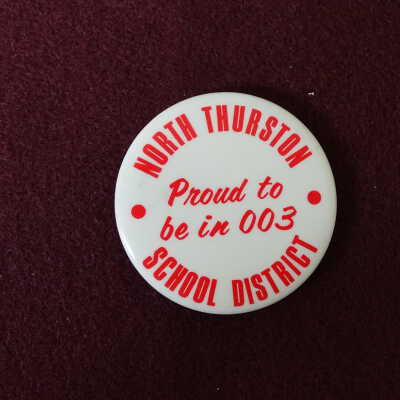 NORTH THURSTON
Proud to
be in 003
SCHOOL DISTRICT